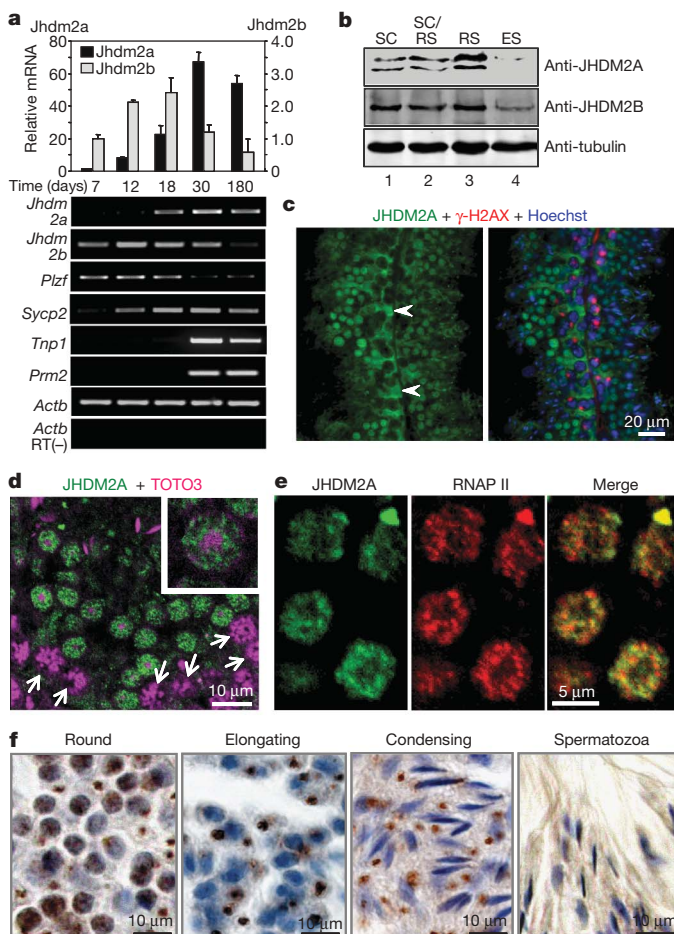 a
Jhdm2a Jhdm2b
Jhdm2a
Jhdm2b
Relative mRNA
80 60 40 20 0
4.0 3.0 2.0 1.0 0
Time (days) 7 12 18 30 180
Jhdm 2a
Jhdm 2b
Plzf
Sycp2
Tnp1
Prm2
Actb
Actb RT(–)
b
SC SC/RS RS ES
Anti-JHDM2A
Anti-JHDM2B
Anti-tubulin
1 2 3 4
c
JHDM2A + γ-H2AX + Hoechst
20 µm
d
JHDM2A + TOTO3
10 µm
e
JHDM2A RNAP II Merge
5 µm
f
Round Elongating Condensing Spermatozoa
10 µm 10 µm 10 µm 10 µm